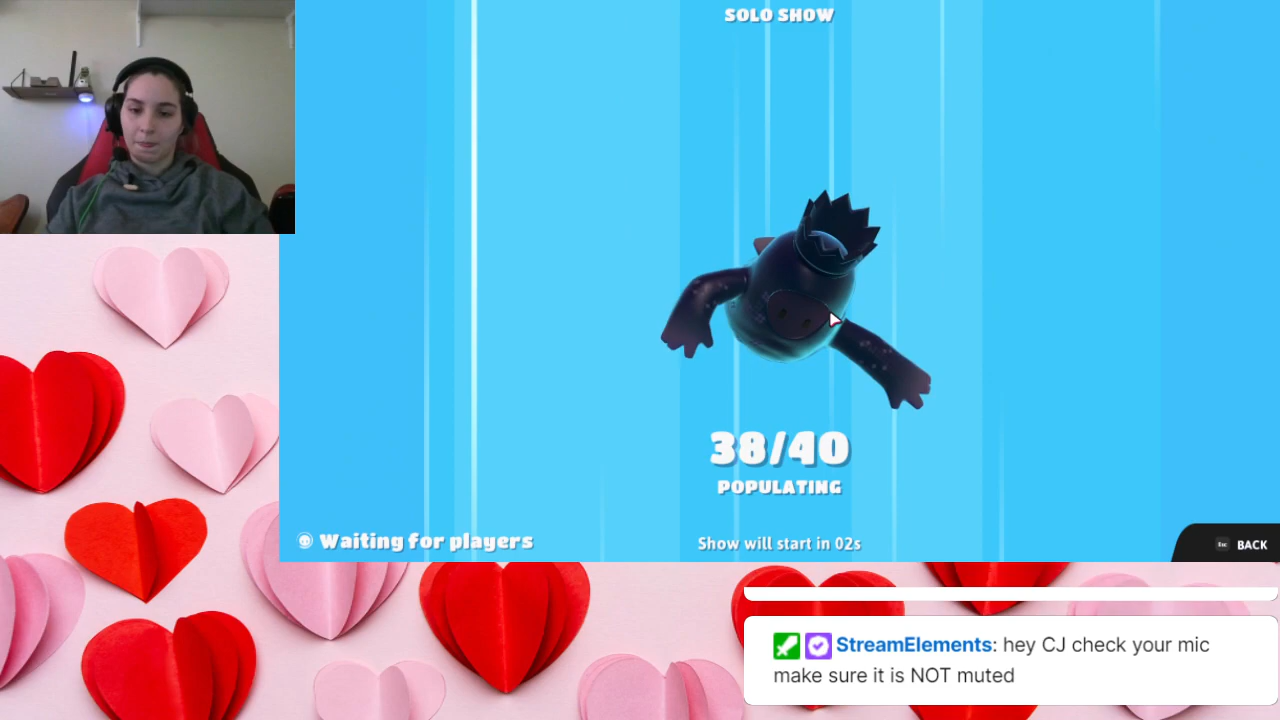 SOLO SHOW
38/40
POPULATING
Waiting for players
Show will start in 02s
Esc BACK
StreamElements: hey CJ check your mic
make sure it is NOT muted